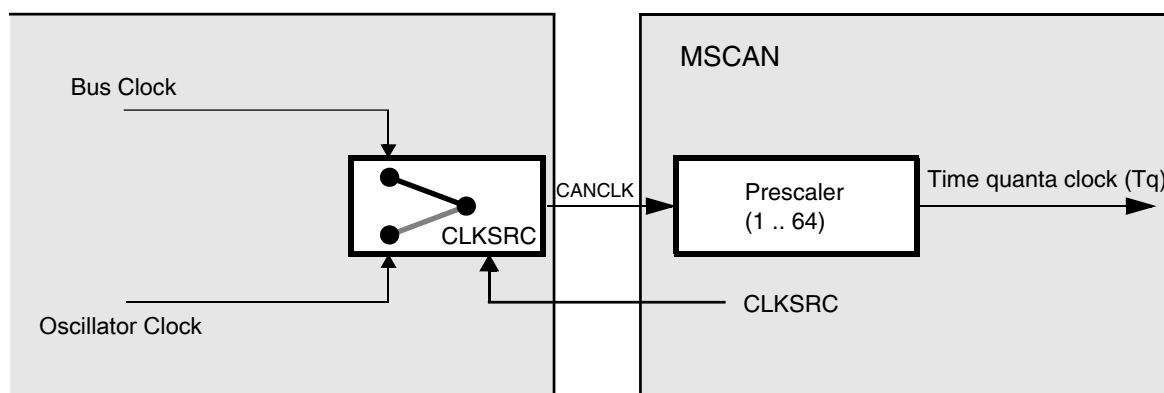 MSCAN
Bus Clock
CANCLK
Time quanta clock (Tq)
Prescaler
(1 .. 64)
CLKSRC
CLKSRC
Oscillator Clock